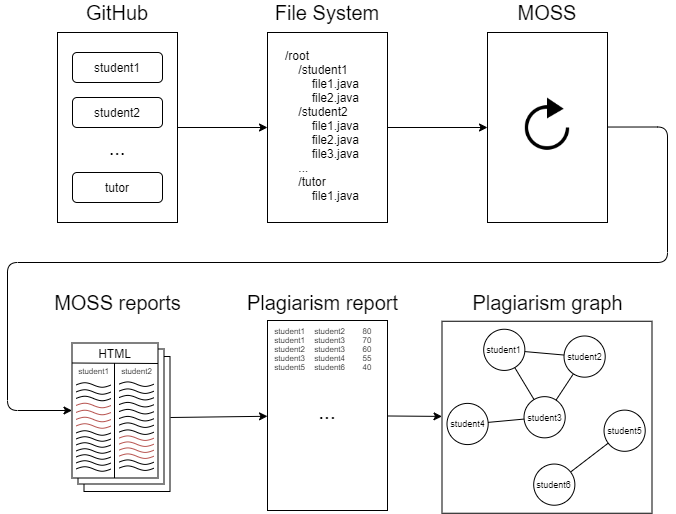 GitHub
student1
student2
...
tutor
File System
/root
/student1
file1.java
file2.java
/student2
file1.java
file2.java
file3.java
...
/tutor
file1.java
MOSS
MOSS reports
HTML
student1 student2
Plagiarism report
student1 student2 80
student1 student3 70
student2 student3 60
student3 student4 55
student5 student6 40
...
Plagiarism graph
student1
student2
student4
student3
student5
student6